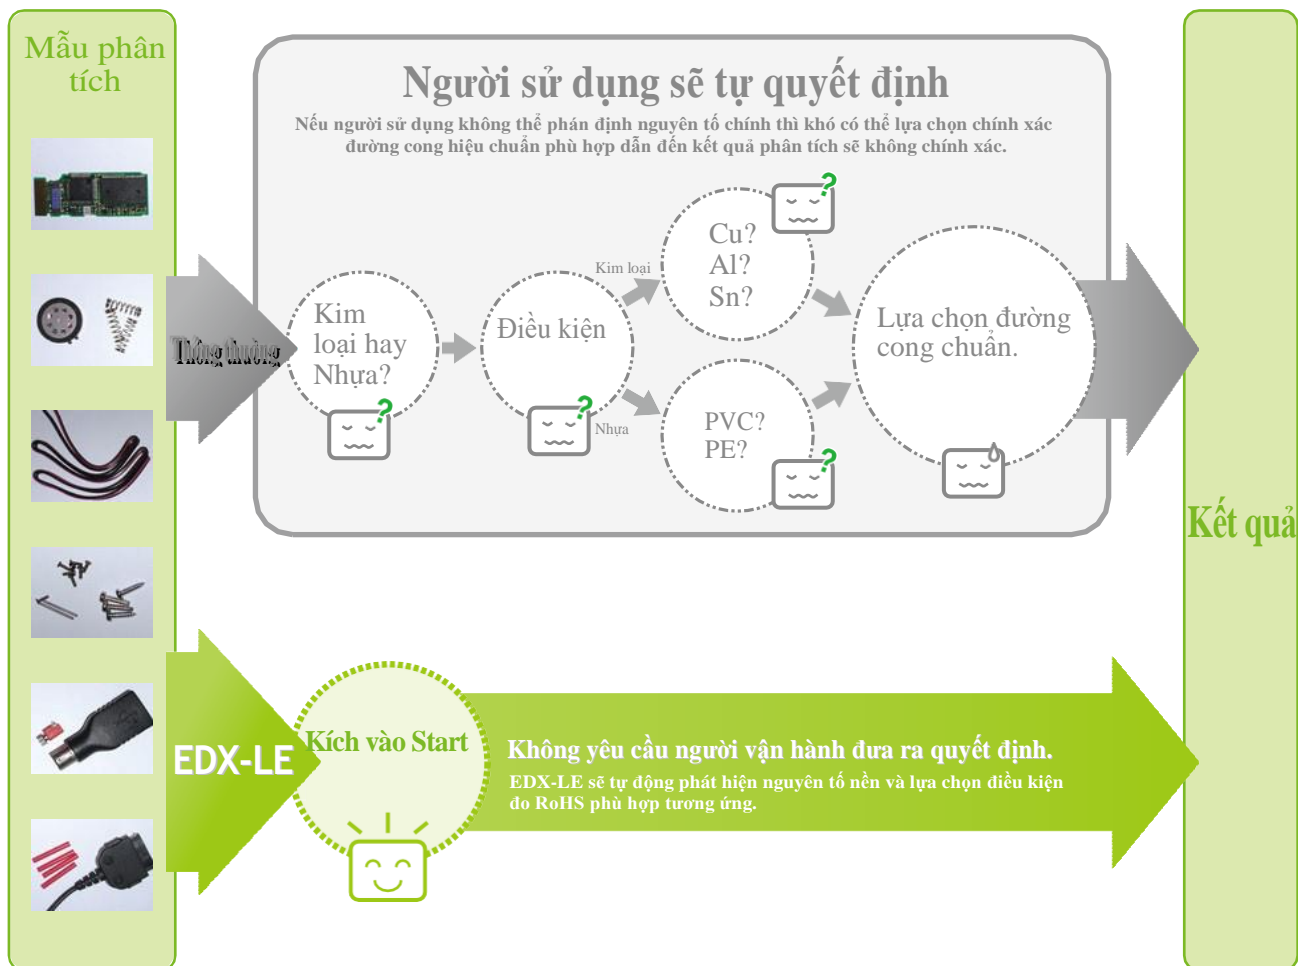 Mẫu phân
tích
Người sử dụng sẽ tự quyết định
Nếu người sử dụng không thể phán định nguyên tố chính thì khó có thể lựa chọn chính xác
đường cong hiệu chuẩn phù hợp dẫn đến kết quả phân tích sẽ không chính xác.
Thông thường
Kim
loại hay
Nhựa?
?
Điều kiện
?
Kim loại
Nhựa
Cu?
Al?
Sn?
?
PVC?
PE?
?
Lựa chọn đường
cong chuẩn.
Kết quả
EDX-LE
Kích vào Start
Không yêu cầu người vận hành đưa ra quyết định.
EDX-LE sẽ tự động phát hiện nguyên tố nền và lựa chọn điều kiện
đo RoHS phù hợp tương ứng.